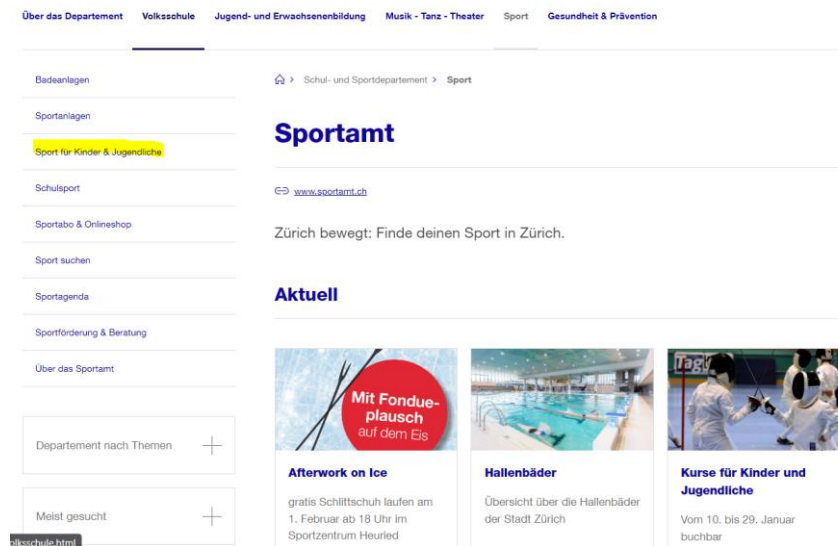 Über das Departement Volksschule Jugend- und Erwachsenenbildung Musik - Tanz - Theater Sport Gesundheit & Prävention
Badeanlagen
Sportanlagen
Sport für Kinder & Jugendliche
Schulsport
Sportabo & Onlineshop
Sport suchen
Sportagenda
Sportförderung & Beratung
Über das Sportamt
Departement nach Themen
Meist gesucht
olksschule.html
Schul- und Sportdepartement > Sport
Sportamt
www.sportamt.ch
Zürich bewegt: Finde deinen Sport in Zürich.
Aktuell
Mit Fondue-
plausch
auf dem Eis
Afterwork on Ice
gratis Schlittschuh laufen am
1. Februar ab 18 Uhr im
Sportzentrum Heuried
Hallenbäder
Übersicht über die Hallenbäder
der Stadt Zürich
Kurse für Kinder und
Jugendliche
Vom 10. bis 29. Januar
buchbar